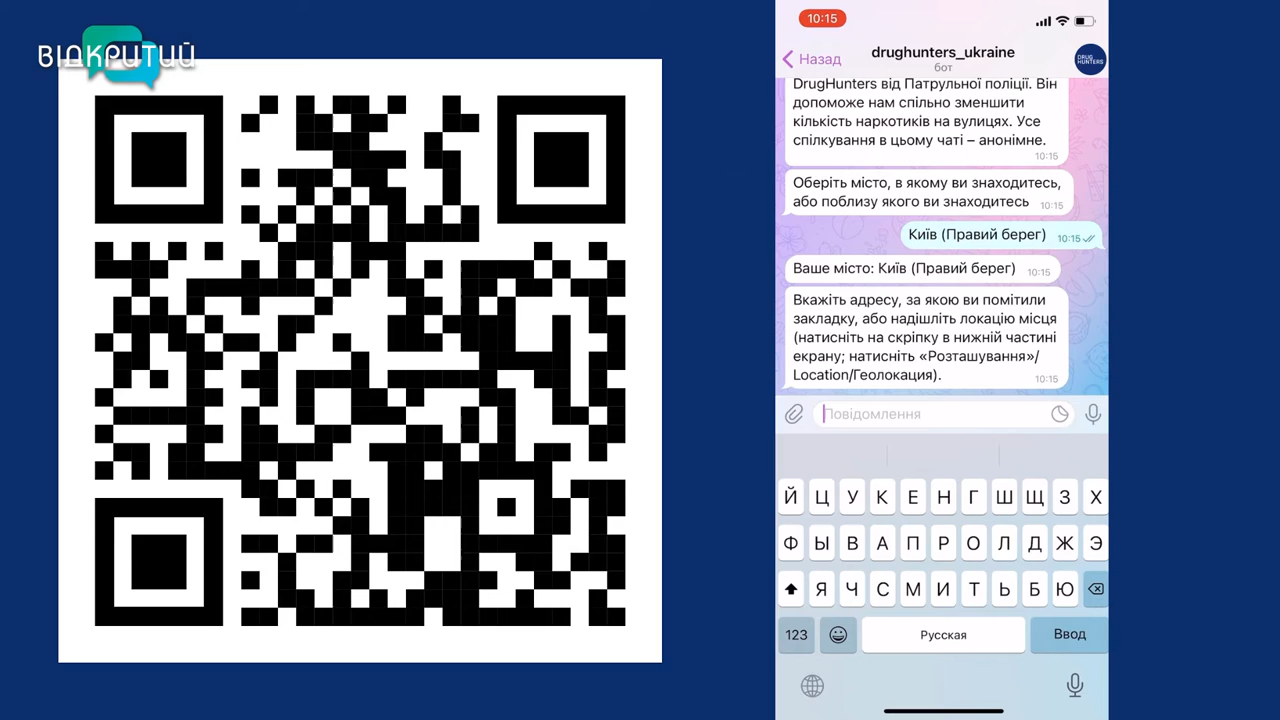 ВІДКРИТИЙ
10:15
Назад
drughunters_ukraine
бот
DRUG
HUNTERS
DrugHunters від Патрульної поліції. Він
допоможе нам спільно зменшити
кількість наркотиків на вулицях. Усе
спілкування в цьому чаті – анонімне.
10:15
Оберіть місто, в якому ви знаходитесь,
або поблизу якого ви знаходитесь 10:15
Київ (Правий берег) 10:15
Ваше місто: Київ (Правий берег) 10:15
Вкажіть адресу, за якою ви помітили
закладку, або надішліть локацію місця
(натисніть на скріпку в нижній частині
екрану; натисніть «Розташування»/
Location/Геолокация). 10:15
Повідомлення
Й Ц У К Е Н Г Ш Щ З Х
Ф Ы В А П Р О Л Д Ж Э
Я Ч С М И Т Ь Б Ю
123 Русская Ввод